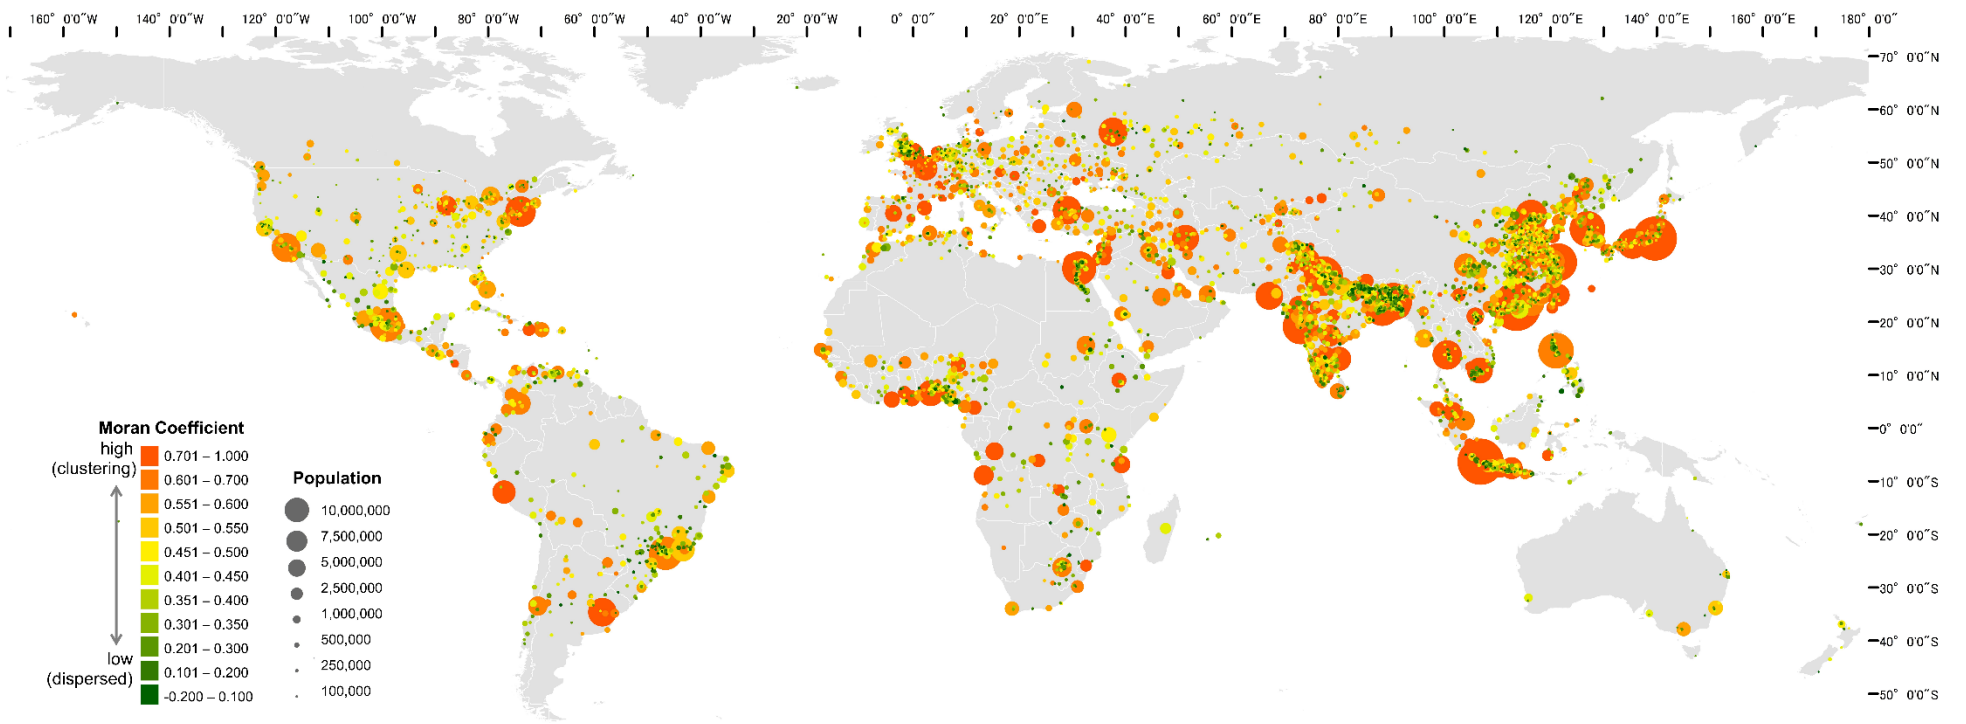 160° 0'0"W 140° 0'0"W 120° 0'0"W 100° 0'0"W 80° 0'0"W 60° 0'0"W 40° 0'0"W 20° 0'0"W 0° 0'0" 20° 0'0"E 40° 0'0"E 60° 0'0"E 80° 0'0"E 100° 0'0"E 120° 0'0"E 140° 0'0"E 160° 0'0"E 180° 0'0"
70° 0'0"N
60° 0'0"N
50° 0'0"N
40° 0'0"N
30° 0'0"N
20° 0'0"N
10° 0'0"N
0° 0'0"
10° 0'0"S
20° 0'0"S
30° 0'0"S
40° 0'0"S
50° 0'0"S
Moran Coefficient
high
(clustering)
low
(dispersed)
0.701 – 1.000
0.601 – 0.700
0.551 – 0.600
0.501 – 0.550
0.451 – 0.500
0.401 – 0.450
0.351 – 0.400
0.301 – 0.350
0.201 – 0.300
0.101 – 0.200
-0.200 – 0.100
Population
10,000,000
7,500,000
5,000,000
2,500,000
1,000,000
500,000
250,000
100,000